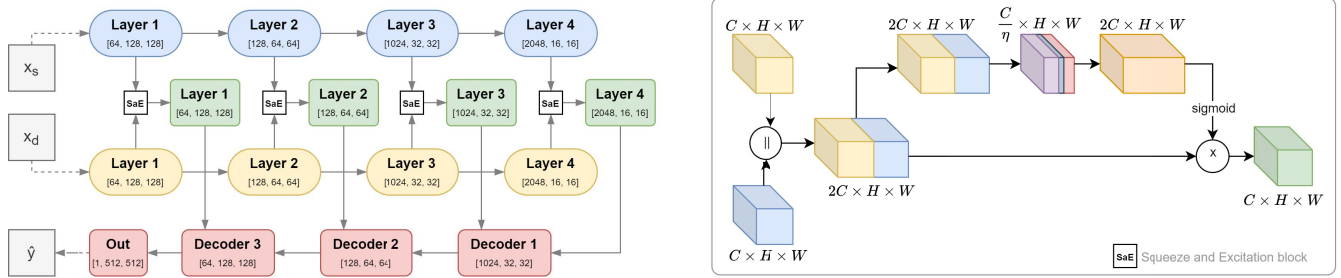 Layer 1
[64, 128, 128]
Layer 2
[128, 64, 64]
Layer 3
[1024, 32, 32]
Layer 4
[2048, 16, 16]
x_s
SaE
Layer 1
[64, 128, 128]
SaE
Layer 2
[128, 64, 64]
SaE
Layer 3
[1024, 32, 32]
SaE
Layer 4
[2048, 16, 16]
x_d
Layer 1
[64, 128, 128]
Layer 2
[128, 64, 64]
Layer 3
[1024, 32, 32]
Layer 4
[2048, 16, 16]
ŷ
Out
[1, 512, 512]
Decoder 3
[64, 128, 128]
Decoder 2
[128, 64, 64]
Decoder 1
[1024, 32, 32]
C × H × W
2C × H × W
C/η × H × W
2C × H × W
sigmoid
||
2C × H × W
x
C × H × W
C × H × W
SaE Squeeze and Excitation block